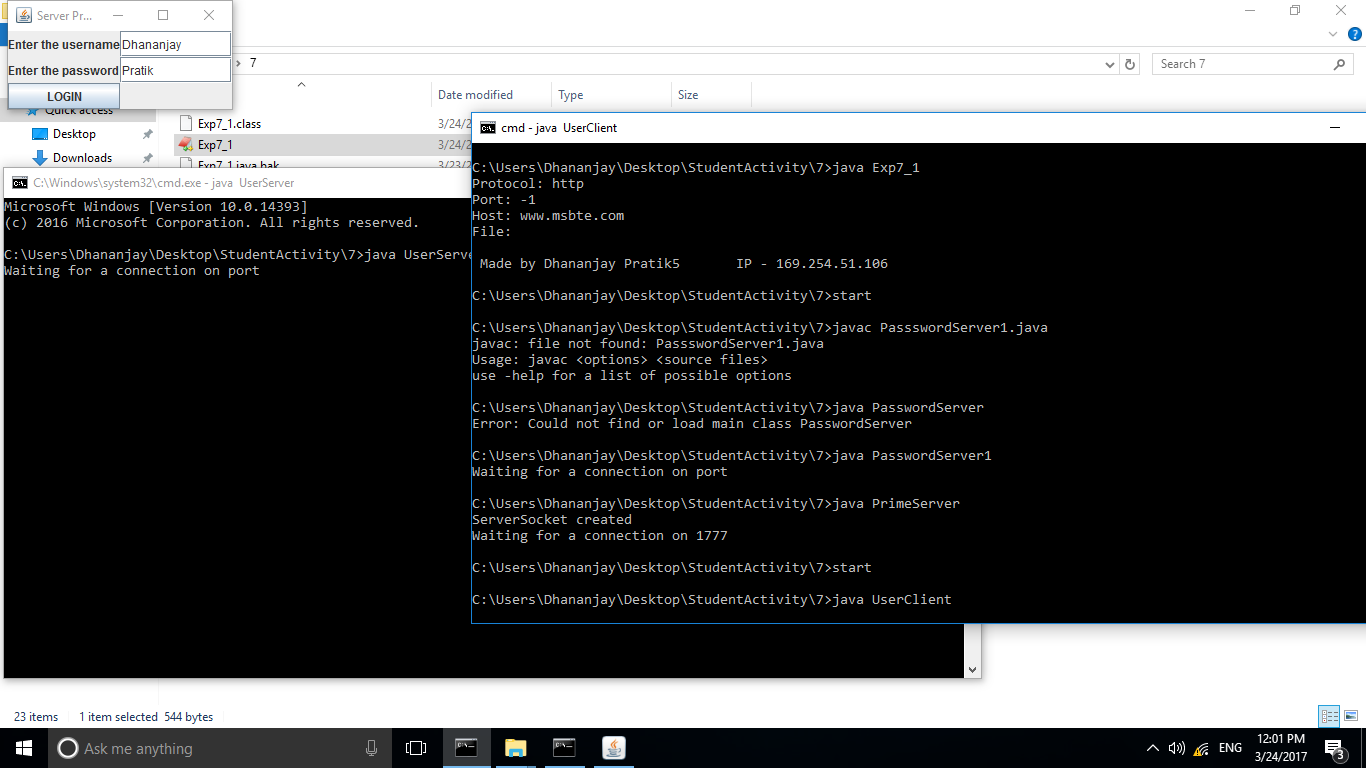 Server Pr...
Enter the username Dhananjay
Enter the password Pratik
LOGIN
7
Search 7
Date modified Type Size
Quick access
Desktop
Downloads
Exp7_1.class 3/24/2
Exp7_1 3/24/2
Exp7_1.java.bak 3/23/2
C:\Windows\system32\cmd.exe - java UserServer
Microsoft Windows [Version 10.0.14393]
(c) 2016 Microsoft Corporation. All rights reserved.
C:\Users\Dhananjay\Desktop\StudentActivity\7>java UserServe
Waiting for a connection on port
cmd - java UserClient
C:\Users\Dhananjay\Desktop\StudentActivity\7>java Exp7_1
Protocol: http
Port: -1
Host: www.msbte.com
File:
Made by Dhananjay Pratik5 IP - 169.254.51.106
C:\Users\Dhananjay\Desktop\StudentActivity\7>start
C:\Users\Dhananjay\Desktop\StudentActivity\7>javac PassswordServer1.java
javac: file not found: PassswordServer1.java
Usage: javac <options> <source files>
use -help for a list of possible options
C:\Users\Dhananjay\Desktop\StudentActivity\7>java PasswordServer
Error: Could not find or load main class PasswordServer
C:\Users\Dhananjay\Desktop\StudentActivity\7>java PasswordServer1
Waiting for a connection on port
C:\Users\Dhananjay\Desktop\StudentActivity\7>java PrimeServer
ServerSocket created
Waiting for a connection on 1777
C:\Users\Dhananjay\Desktop\StudentActivity\7>start
C:\Users\Dhananjay\Desktop\StudentActivity\7>java UserClient
23 items 1 item selected 544 bytes
Ask me anything
ENG
12:01 PM
3/24/2017
3